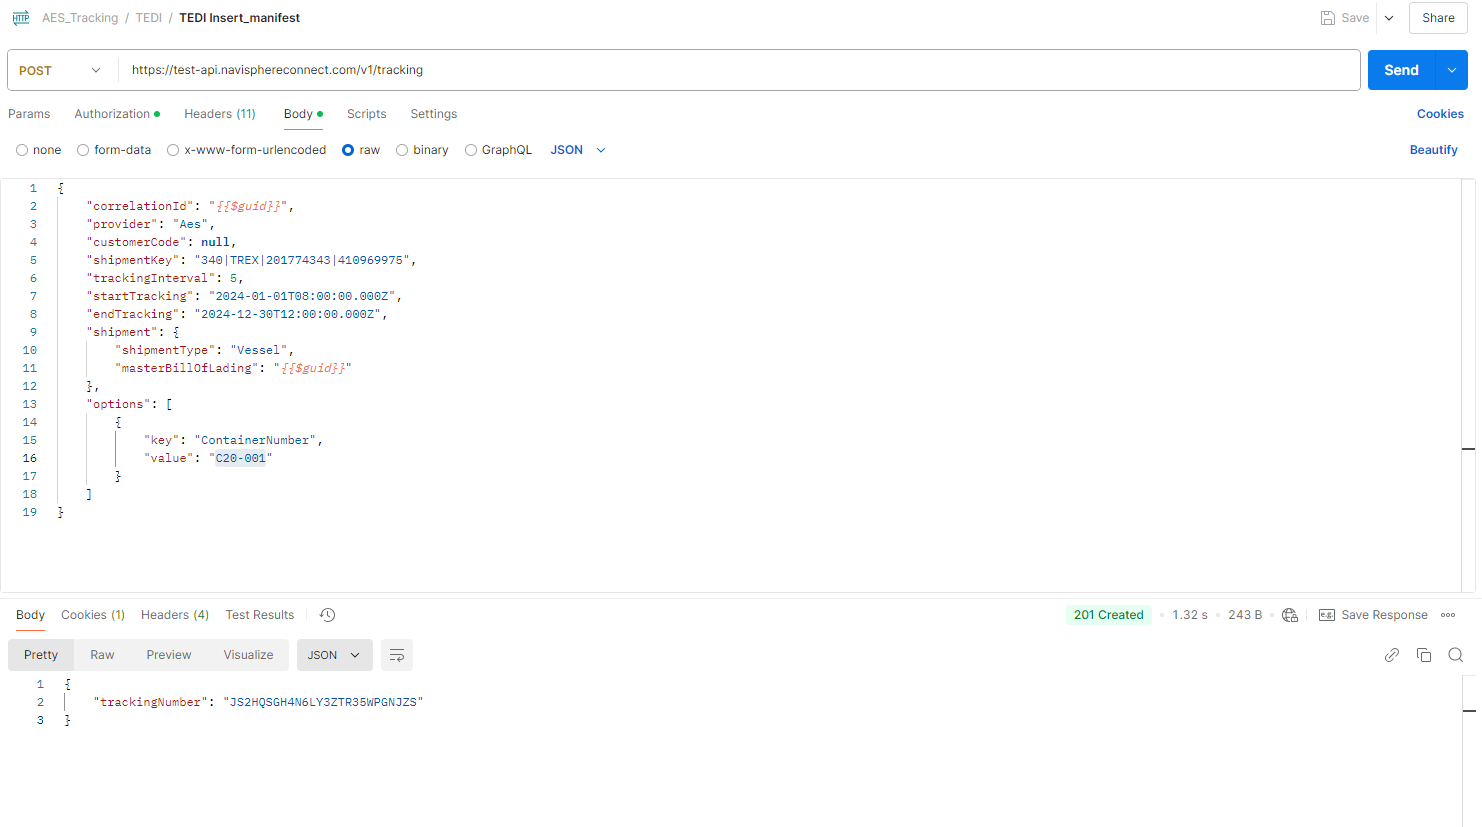 HTTP AES_Tracking / TEDI / TEDI Insert_manifest Save Share
POST https://test-api.navisphereconnect.com/v1/tracking Send
Params Authorization Headers (11) Body Scripts Settings Cookies
none form-data x-www-form-urlencoded raw binary GraphQL JSON Beautify
1 {
2 "correlationId": "{{$guid}}",
3 "provider": "Aes",
4 "customerCode": null,
5 "shipmentKey": "340|TREX|201774343|410969975",
6 "trackingInterval": 5,
7 "startTracking": "2024-01-01T08:00:00.000Z",
8 "endTracking": "2024-12-30T12:00:00.000Z",
9 "shipment": {
10 "shipmentType": "Vessel",
11 "masterBillOfLading": "{{$guid}}"
12 },
13 "options": [
14 {
15 "key": "ContainerNumber",
16 "value": "C20-001"
17 }
18 ]
19 }
Body Cookies (1) Headers (4) Test Results 201 Created 1.32 s 243 B e.g. Save Response
Pretty Raw Preview Visualize JSON
1 {
2 "trackingNumber": "JS2HQSGH4N6LY3ZTR35WPGNJZS"
3 }